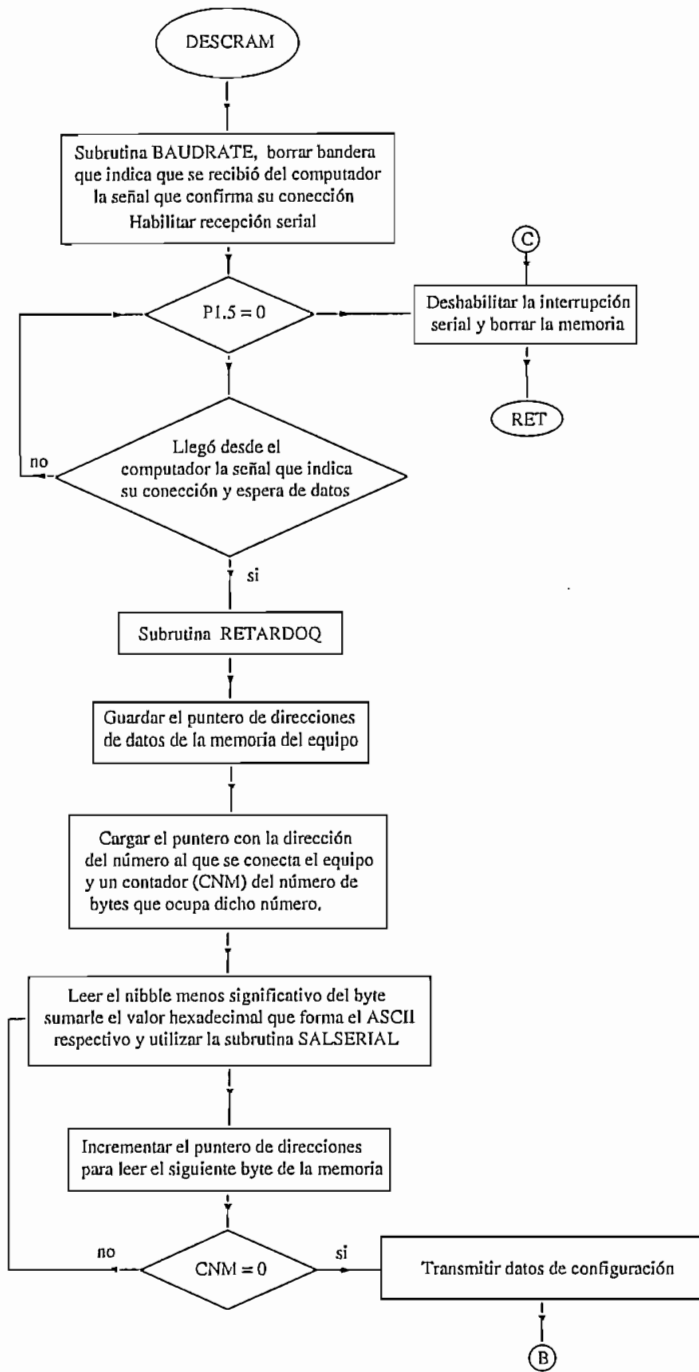 DESCRAM
Subrutina BAUDRATE, borrar bandera
que indica que se recibió del computador
la señal que confirma su conección
Habilitar recepción serial
C
P1.5 = 0
Deshabilitar la interrupción
serial y borrar la memoria
RET
Llegó desde el
computador la señal que indica
su conección y espera de datos
no
si
Subrutina RETARDOQ
Guardar el puntero de direcciones
de datos de la memoria del equipo
Cargar el puntero con la dirección
del número al que se conecta el equipo
y un contador (CNM) del número de
bytes que ocupa dicho número.
Leer el nibble menos significativo del byte
sumarle el valor hexadecimal que forma el ASCII
respectivo y utilizar la subrutina SALSERIAL
Incrementar el puntero de direcciones
para leer el siguiente byte de la memoria
no
CNM = 0
si
Transmitir datos de configuración
B